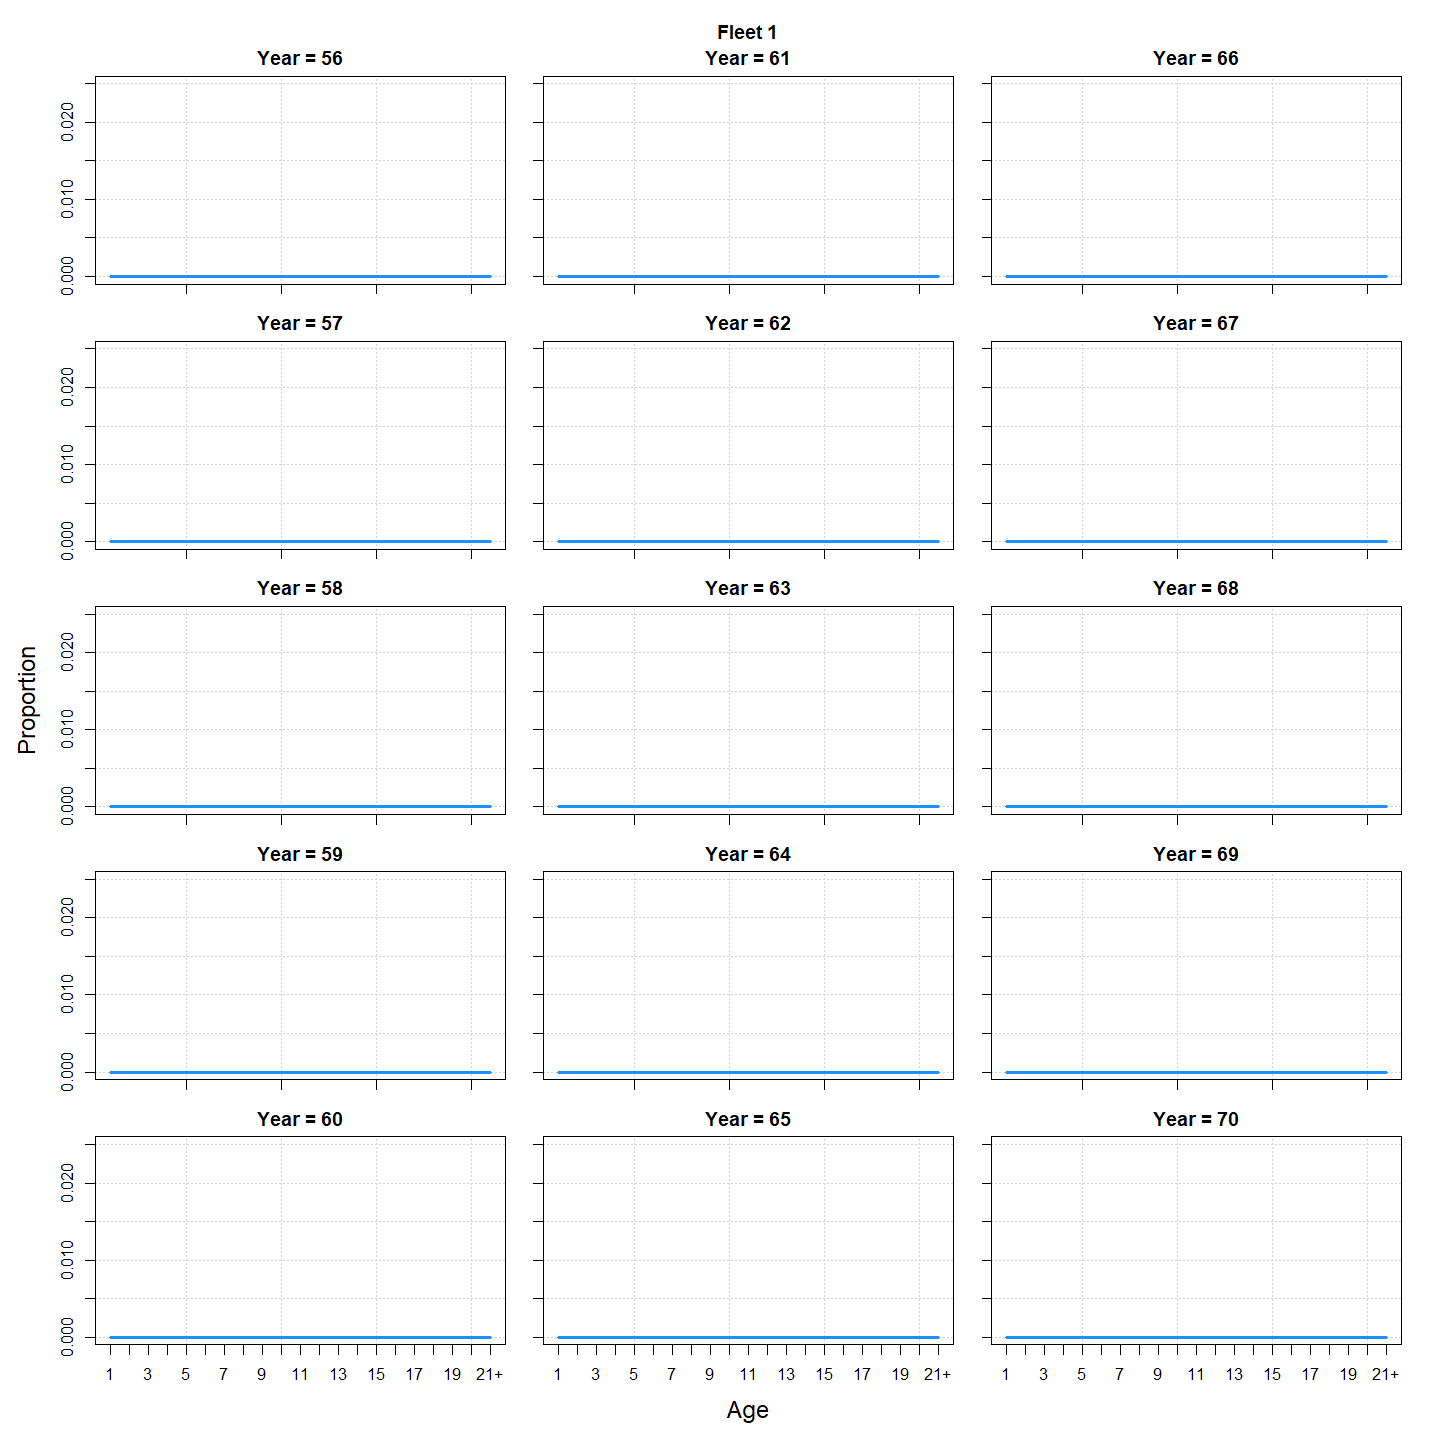 Fleet 1
Year = 56 Year = 61 Year = 66
0.020
0.010
0.000
Year = 57 Year = 62 Year = 67
0.020
0.010
0.000
Year = 58 Year = 63 Year = 68
0.020
0.010
0.000
Year = 59 Year = 64 Year = 69
0.020
0.010
0.000
Year = 60 Year = 65 Year = 70
0.020
0.010
0.000
1 3 5 7 9 11 13 15 17 19 21+ 1 3 5 7 9 11 13 15 17 19 21+ 1 3 5 7 9 11 13 15 17 19 21+
Proportion
Age